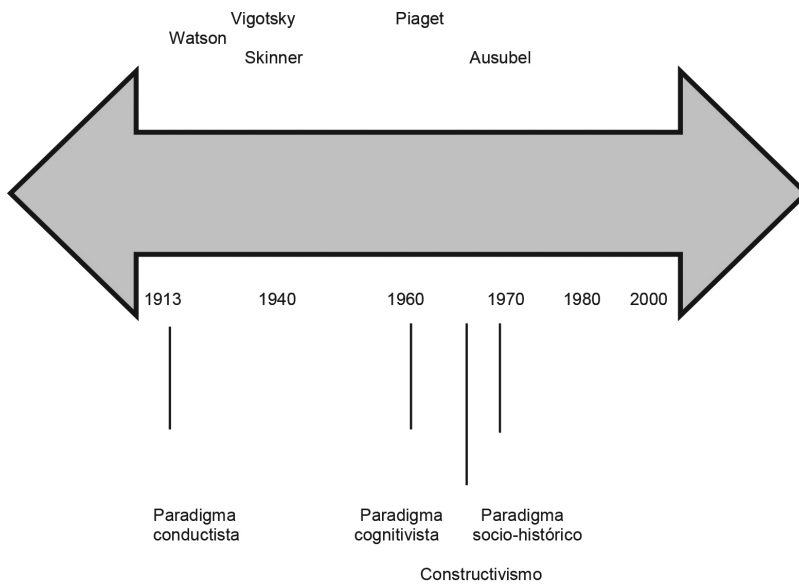 Vigotsky
Piaget
Watson
Skinner
Ausubel
1913 1940 1960 1970 1980 2000
Paradigma
conductista
Paradigma
cognitivista
Paradigma
socio-histórico
Constructivismo